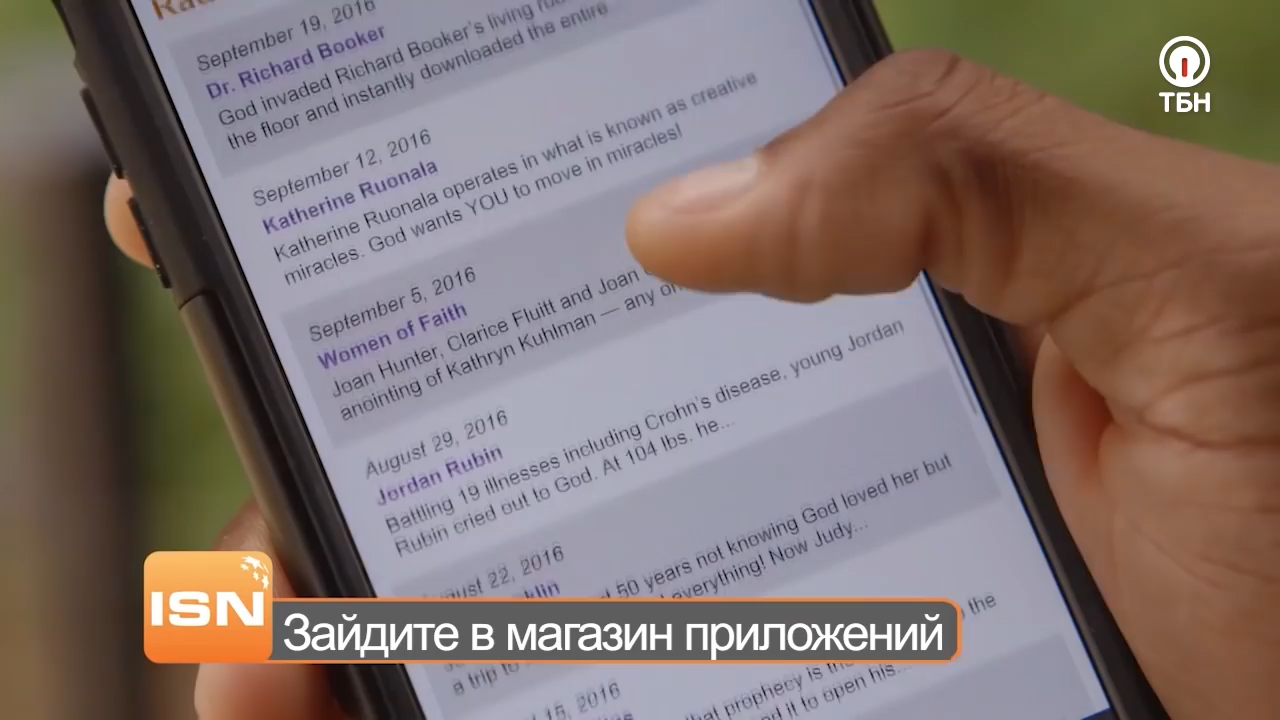 ТБН
September 19, 2016
Dr. Richard Booker
God invaded Richard Booker's living
the floor and instantly downloaded the entire
September 12, 2016
Katherine Ruonala
Katherine Ruonala operates in what is known as creative
miracles. God wants YOU to move in miracles!
September 5, 2016
Women of Faith
Joan Hunter, Clarice Fluitt and Joan
anointing of Kathryn Kuhlman — any
August 29, 2016
Jordan Rubin
Battling 19 illnesses including Crohn's disease, young Jordan
Rubin cried out to God. At 104 lbs. he...
22, 2016
50 years not knowing God loved her but
everything! Now Judy...
the
a trip to
15, 2016
that prophecy is
it to open his...
ISN
Зайдите в магазин приложений